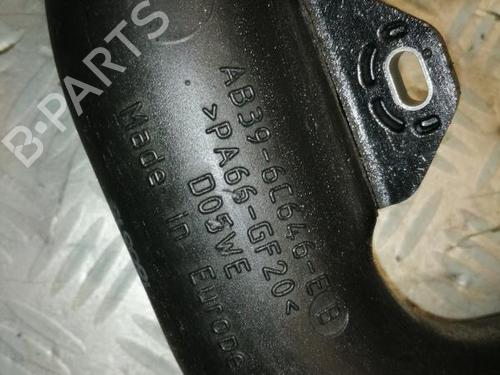 B-PARTS
AB39-6C646-EB
>PA66-GF20<
D05WE
Made in Europe